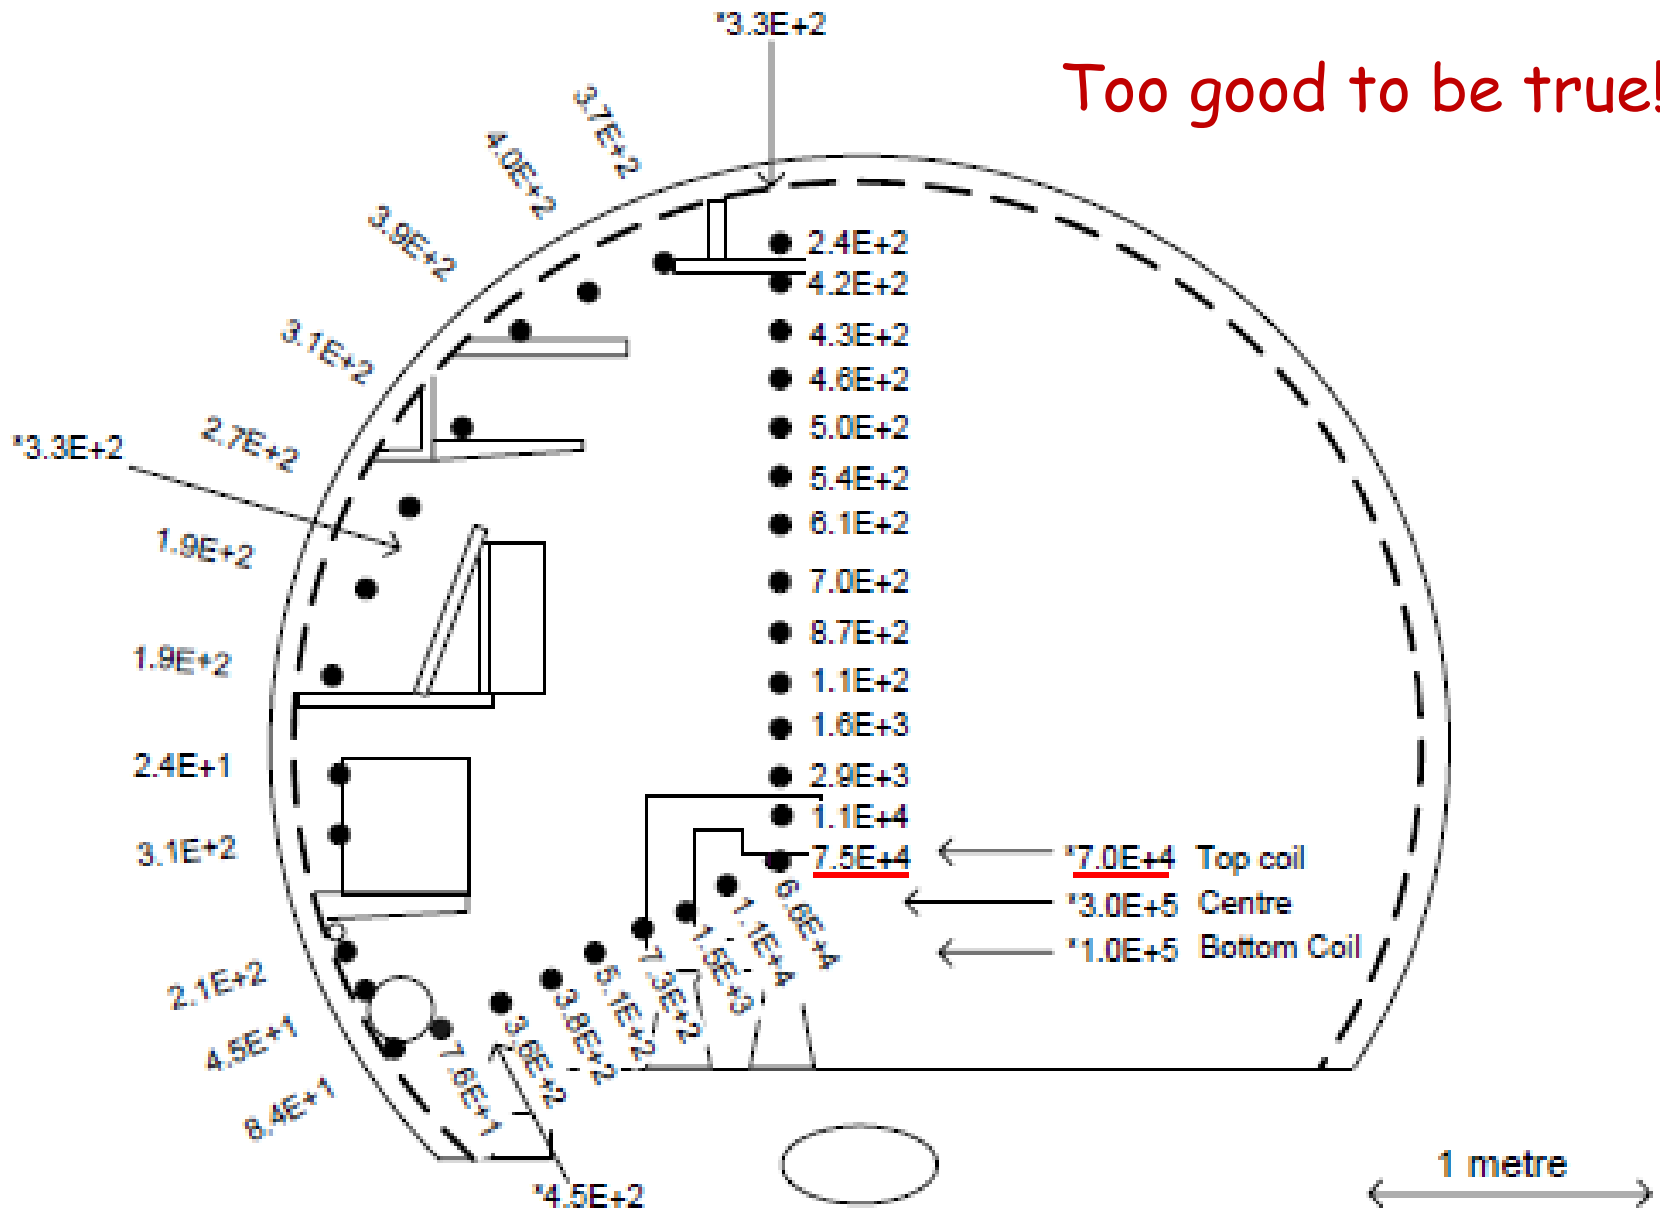 *3.3E+2
Too good to be true!
3.7E+2
4.0E+2
3.9E+2
3.1E+2
2.7E+2
*3.3E+2
1.9E+2
1.9E+2
2.4E+1
3.1E+2
2.1E+2
4.5E+1
8.4E+1
2.4E+2
4.2E+2
4.3E+2
4.6E+2
5.0E+2
5.4E+2
6.1E+2
7.0E+2
8.7E+2
1.1E+2
1.6E+3
2.9E+3
1.1E+4
7.5E+4
*7.0E+4 Top coil
*3.0E+5 Centre
*1.0E+5 Bottom Coil
6.6E+4
1.1E+4
1.5E+3
7.3E+2
5.1E+2
3.8E+2
3.6E+2
7.6E+1
*4.5E+2
1 metre